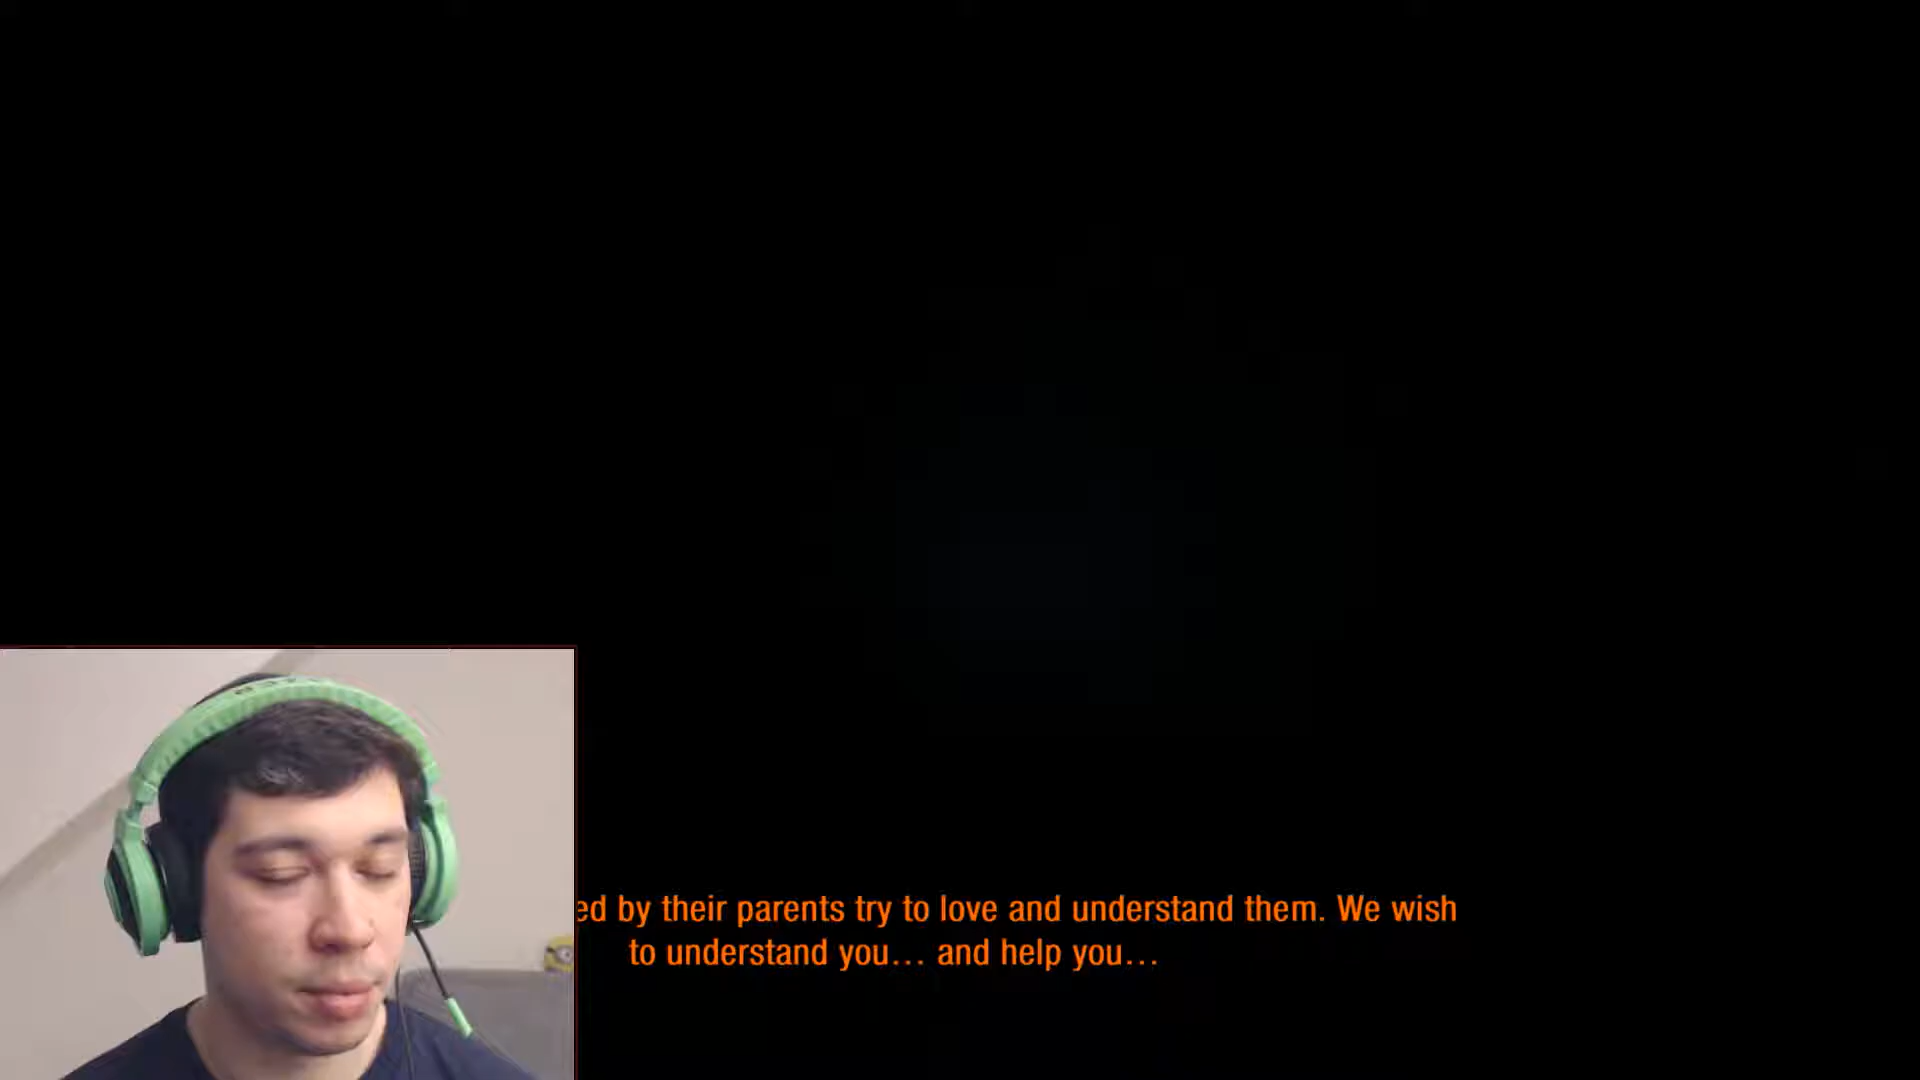 ed by their parents try to love and understand them. We wish
to understand you... and help you...